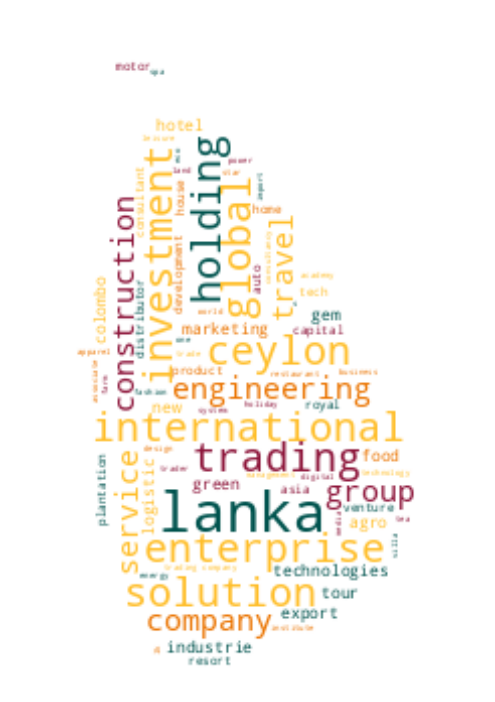 motor
spa
hotel
leisure
holding
investment
global
construction
consultant
eco
land
house
power
star
import
home
travel
consultancy
development
auto
academy
tech
colombo
distributor
world
gem
marketing
capital
one
trade
ceylon
apparel
associate
farm
product
restaurant
business
fashion
engineering
new
system
holiday
royal
international
design
trading
food
service
logistic
trader
management
digital
technology
plantation
green
asia
group
lanka
media
venture
agro
tea
villa
enterprise
trading company
energy
technologies
solution
tour
export
company
institute
industrie
resort